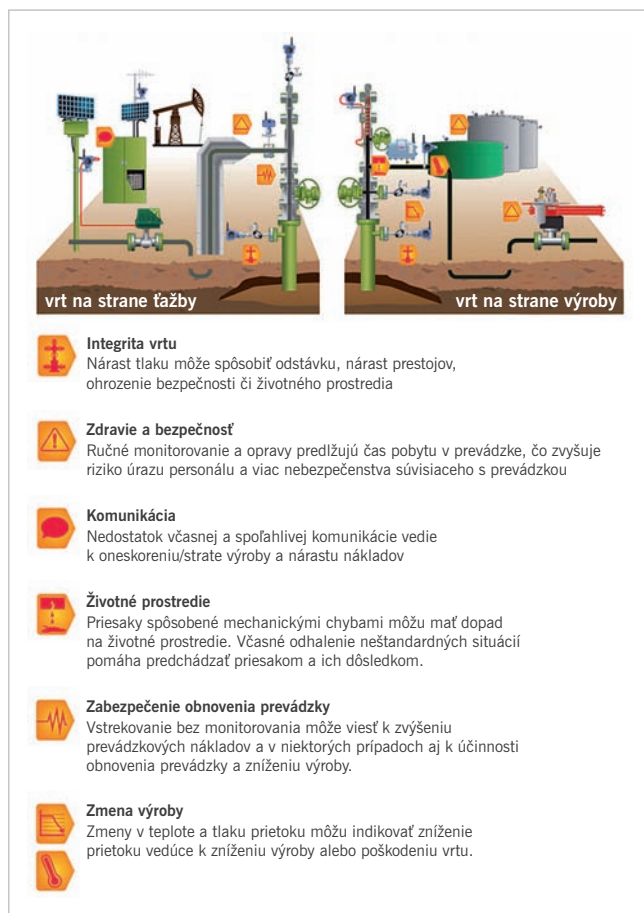 vrt na strane ťažby
vrt na strane výroby
Integrita vrtu
Nárast tlaku môže spôsobiť odstávku, nárast prestojov,
ohrozenie bezpečnosti či životného prostredia
Zdravie a bezpečnosť
Ručné monitorovanie a opravy predlžujú čas pobytu v prevádzke, čo zvyšuje
riziko úrazu personálu a viac nebezpečenstva súvisiaceho s prevádzkou
Komunikácia
Nedostatok včasnej a spoľahlivej komunikácie vedie
k oneskoreniu/strate výroby a nárastu nákladov
Životné prostredie
Priesaky spôsobené mechanickými chybami môžu mať dopad
na životné prostredie. Včasné odhalenie neštandardných situácií
pomáha predchádzať priesakom a ich dôsledkom.
Zabezpečenie obnovenia prevádzky
Vstrekovanie bez monitorovania môže viesť k zvýšeniu
prevádzkových nákladov a v niektorých prípadoch aj k účinnosti
obnovenia prevádzky a zníženiu výroby.
Zmena výroby
Zmeny v teplote a tlaku prietoku môžu indikovať zníženie
prietoku vedúce k zníženiu výroby alebo poškodeniu vrtu.